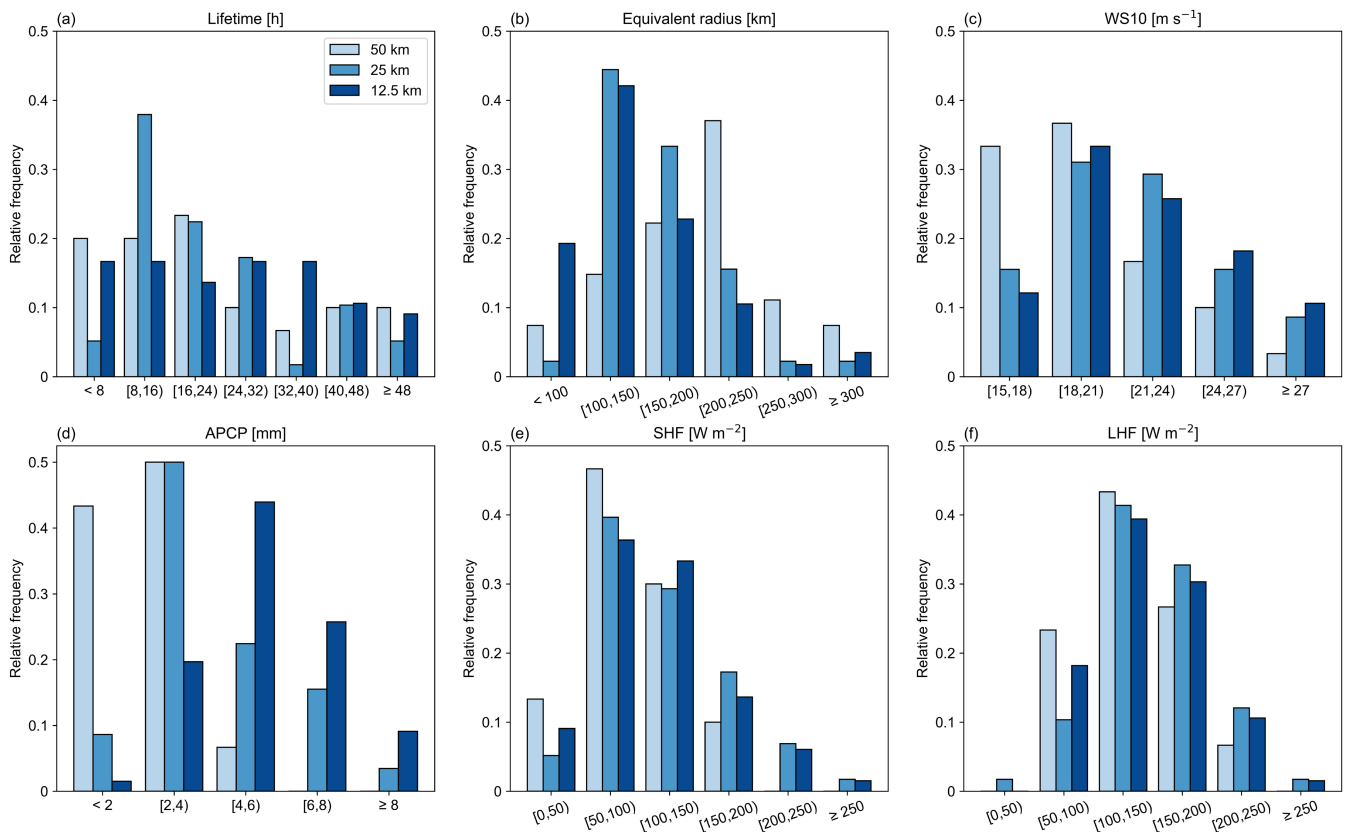 (a) Lifetime [h]
0.5
0.4
0.3
0.2
0.1
0
Relative frequency
50 km
25 km
12.5 km
< 8 [8,16) [16,24) [24,32) [32,40) [40,48) ≥ 48
(b) Equivalent radius [km]
0.5
0.4
0.3
0.2
0.1
0
Relative frequency
< 100 [100,150) [150,200) [200,250) [250,300) ≥ 300
(c) WS10 [m s⁻¹]
0.5
0.4
0.3
0.2
0.1
0
Relative frequency
[15,18) [18,21) [21,24) [24,27) ≥ 27
(d) APCP [mm]
0.5
0.4
0.3
0.2
0.1
0
Relative frequency
< 2 [2,4) [4,6) [6,8) ≥ 8
(e) SHF [W m⁻²]
0.5
0.4
0.3
0.2
0.1
0
Relative frequency
[0,50) [50,100) [100,150) [150,200) [200,250) ≥ 250
(f) LHF [W m⁻²]
0.5
0.4
0.3
0.2
0.1
0
Relative frequency
[0,50) [50,100) [100,150) [150,200) [200,250) ≥ 250